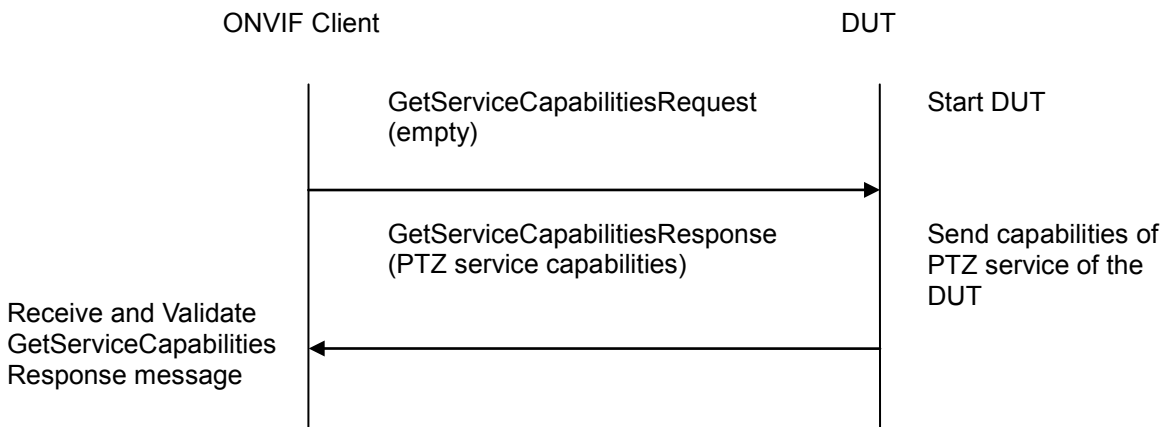 ONVIF Client
DUT
GetServiceCapabilitiesRequest
(empty)
Start DUT
GetServiceCapabilitiesResponse
(PTZ service capabilities)
Send capabilities of
PTZ service of the
DUT
Receive and Validate
GetServiceCapabilities
Response message